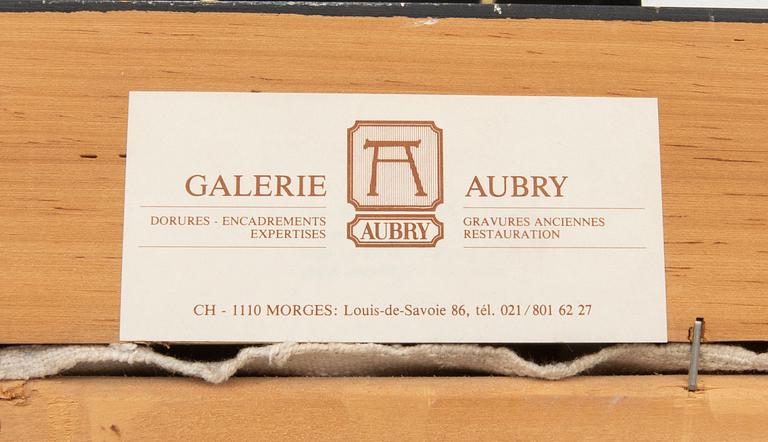 GALERIE AUBRY
DORURES - ENCADREMENTS
EXPERTISES
AUBRY
GRAVURES ANCIENNES
RESTAURATION
CH - 1110 MORGES: Louis-de-Savoie 86, tél. 021/801 62 27